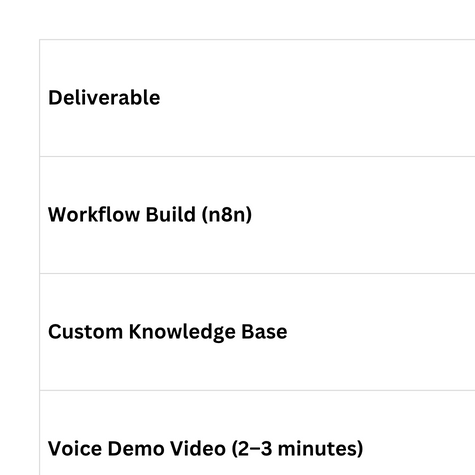 Deliverable
Workflow Build (n8n)
Custom Knowledge Base
Voice Demo Video (2–3 minutes)